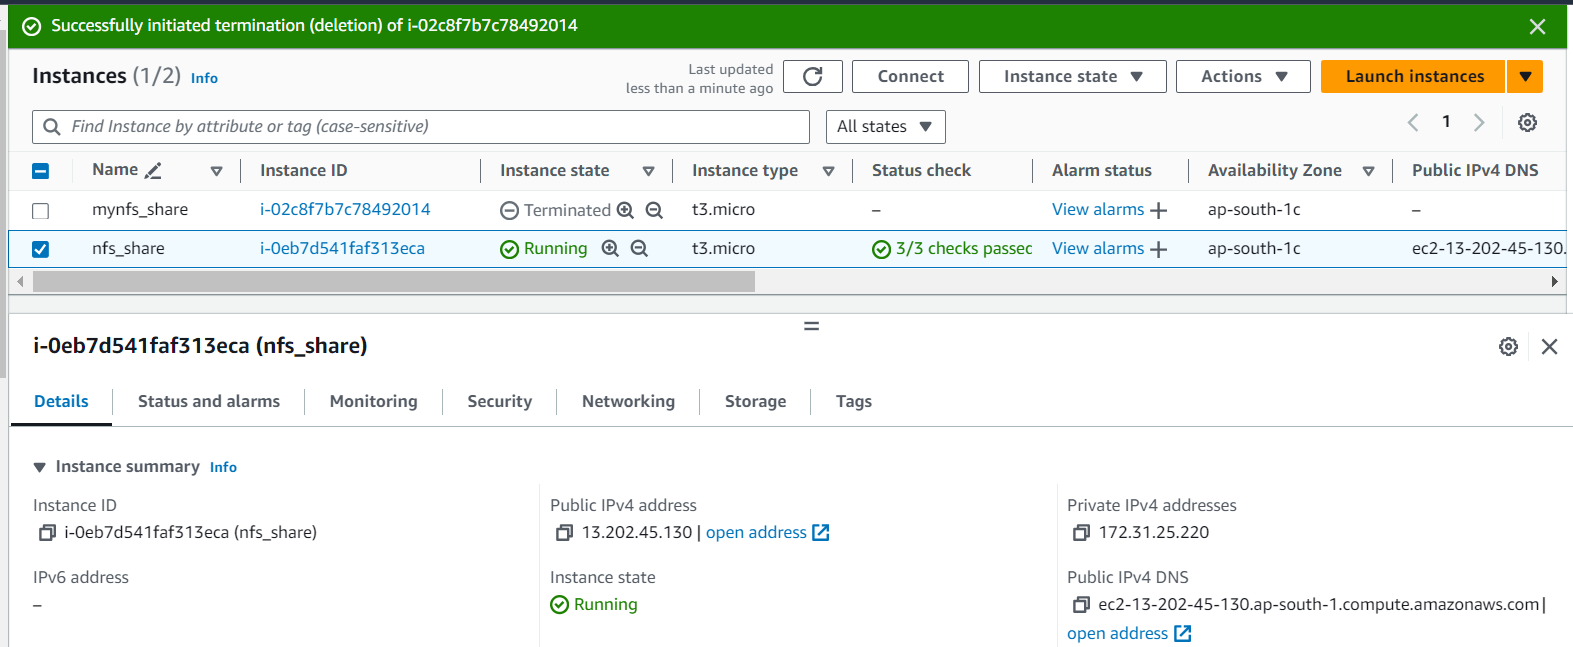 Successfully initiated termination (deletion) of i-02c8f7b7c78492014
Instances (1/2) Info
Last updated
less than a minute ago
Connect
Instance state
Actions
Launch instances
Find Instance by attribute or tag (case-sensitive)
All states
1
Name Instance ID Instance state Instance type Status check Alarm status Availability Zone Public IPv4 DNS
mynfs_share i-02c8f7b7c78492014 Terminated t3.micro – View alarms + ap-south-1c –
nfs_share i-0eb7d541faf313eca Running t3.micro 3/3 checks passec View alarms + ap-south-1c ec2-13-202-45-130.
i-0eb7d541faf313eca (nfs_share)
Details Status and alarms Monitoring Security Networking Storage Tags
Instance summary Info
Instance ID
i-0eb7d541faf313eca (nfs_share)
Public IPv4 address
13.202.45.130 | open address
Private IPv4 addresses
172.31.25.220
IPv6 address
–
Instance state
Running
Public IPv4 DNS
ec2-13-202-45-130.ap-south-1.compute.amazonaws.com |
open address